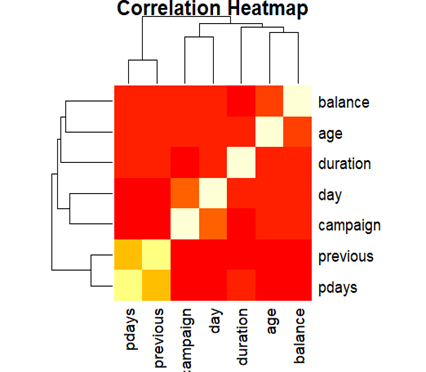 Correlation Heatmap
balance
age
duration
day
campaign
previous
pdays
pdays
previous
campaign
day
duration
age
balance